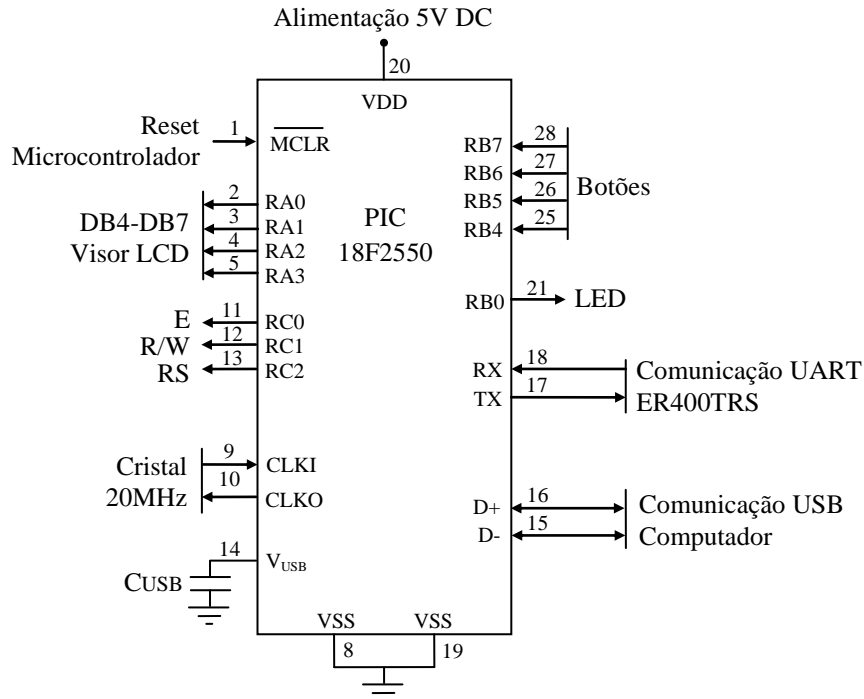 Alimentação 5V DC
20
VDD
Reset
Microcontrolador
1
MCLR
DB4-DB7
Visor LCD
2
3
4
5
RA0
RA1
RA2
RA3
PIC
18F2550
RB7
RB6
RB5
RB4
28
27
26
25
Botões
RB0
21
LED
E
R/W
RS
11
12
13
RC0
RC1
RC2
RX
TX
18
17
Comunicação UART
ER400TRS
Cristal
20MHz
9
10
CLKI
CLKO
D+
D-
16
15
Comunicação USB
Computador
14
VUSB
CUSB
VSS
VSS
8
19